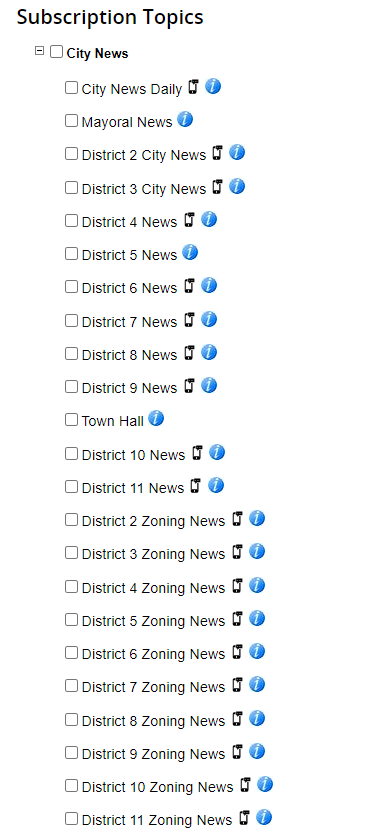 Subscription Topics
City News
City News Daily
Mayoral News
District 2 City News
District 3 City News
District 4 News
District 5 News
District 6 News
District 7 News
District 8 News
District 9 News
Town Hall
District 10 News
District 11 News
District 2 Zoning News
District 3 Zoning News
District 4 Zoning News
District 5 Zoning News
District 6 Zoning News
District 7 Zoning News
District 8 Zoning News
District 9 Zoning News
District 10 Zoning News
District 11 Zoning News